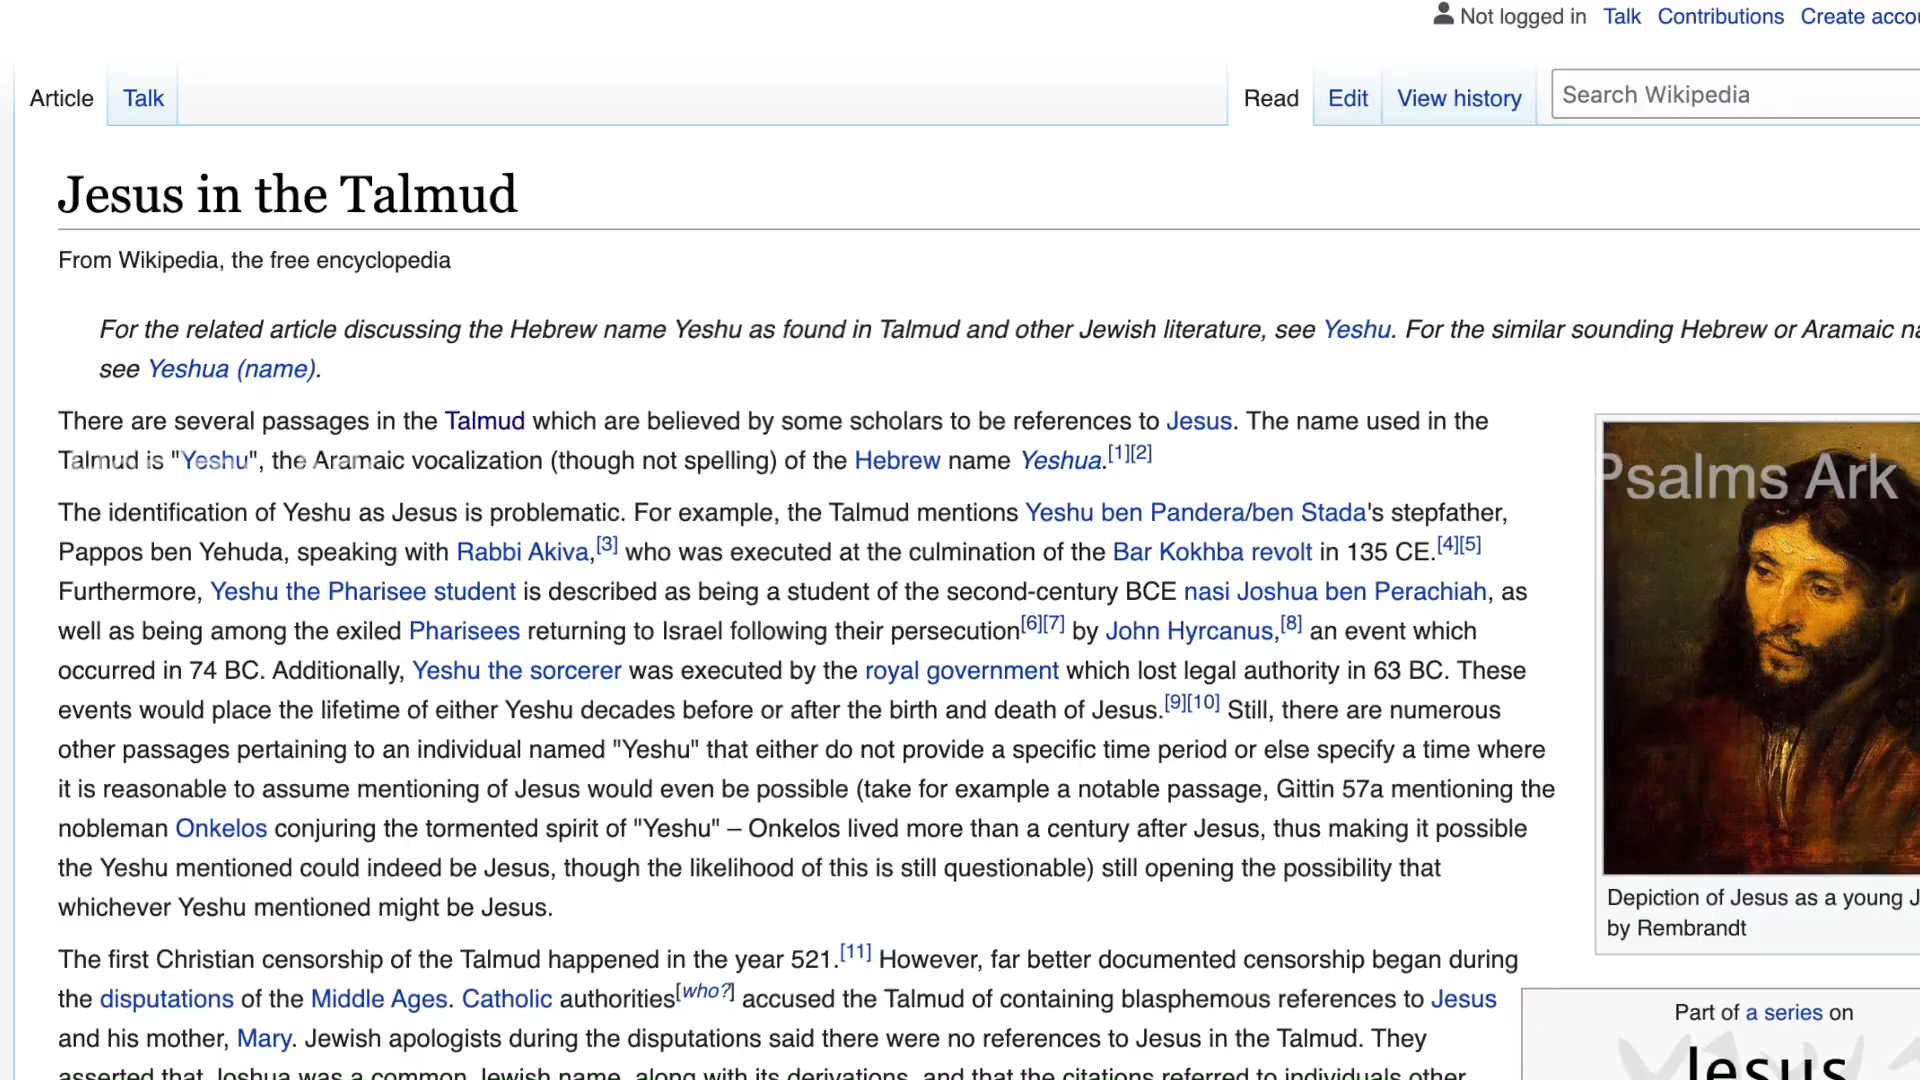 Not logged in Talk Contributions Create
Article Talk Read Edit View history Search Wikipedia
Jesus in the Talmud
From Wikipedia, the free encyclopedia
For the related article discussing the Hebrew name Yeshu as found in Talmud and other Jewish literature, see Yeshu. For the similar sounding Hebrew or Aramaic
see Yeshua (name).
There are several passages in the Talmud which are believed by some scholars to be references to Jesus. The name used in the
Talmud is "Yeshu", the Aramaic vocalization (though not spelling) of the Hebrew name Yeshua.[1][2]
The identification of Yeshu as Jesus is problematic. For example, the Talmud mentions Yeshu ben Pandera/ben Stada's stepfather,
Pappos ben Yehuda, speaking with Rabbi Akiva,[3] who was executed at the culmination of the Bar Kokhba revolt in 135 CE.[4][5]
Furthermore, Yeshu the Pharisee student is described as being a student of the second-century BCE nasi Joshua ben Perachiah, as
well as being among the exiled Pharisees returning to Israel following their persecution[6][7] by John Hyrcanus,[8] an event which
occurred in 74 BC. Additionally, Yeshu the sorcerer was executed by the royal government which lost legal authority in 63 BC. These
events would place the lifetime of either Yeshu decades before or after the birth and death of Jesus.[9][10] Still, there are numerous
other passages pertaining to an individual named "Yeshu" that either do not provide a specific time period or else specify a time where
it is reasonable to assume mentioning of Jesus would even be possible (take for example a notable passage, Gittin 57a mentioning the
nobleman Onkelos conjuring the tormented spirit of "Yeshu" – Onkelos lived more than a century after Jesus, thus making it possible
the Yeshu mentioned could indeed be Jesus, though the likelihood of this is still questionable) still opening the possibility that
whichever Yeshu mentioned might be Jesus.
The first Christian censorship of the Talmud happened in the year 521.[11] However, far better documented censorship began during
the disputations of the Middle Ages. Catholic authorities[who?] accused the Talmud of containing blasphemous references to Jesus
and his mother, Mary. Jewish apologists during the disputations said there were no references to Jesus in the Talmud. They
asserted that Joshua was a common Jewish name, along with its derivations, and that the citations referred to individuals other
Psalms Ark
Depiction of Jesus as a young
by Rembrandt
Part of a series on
Jesus